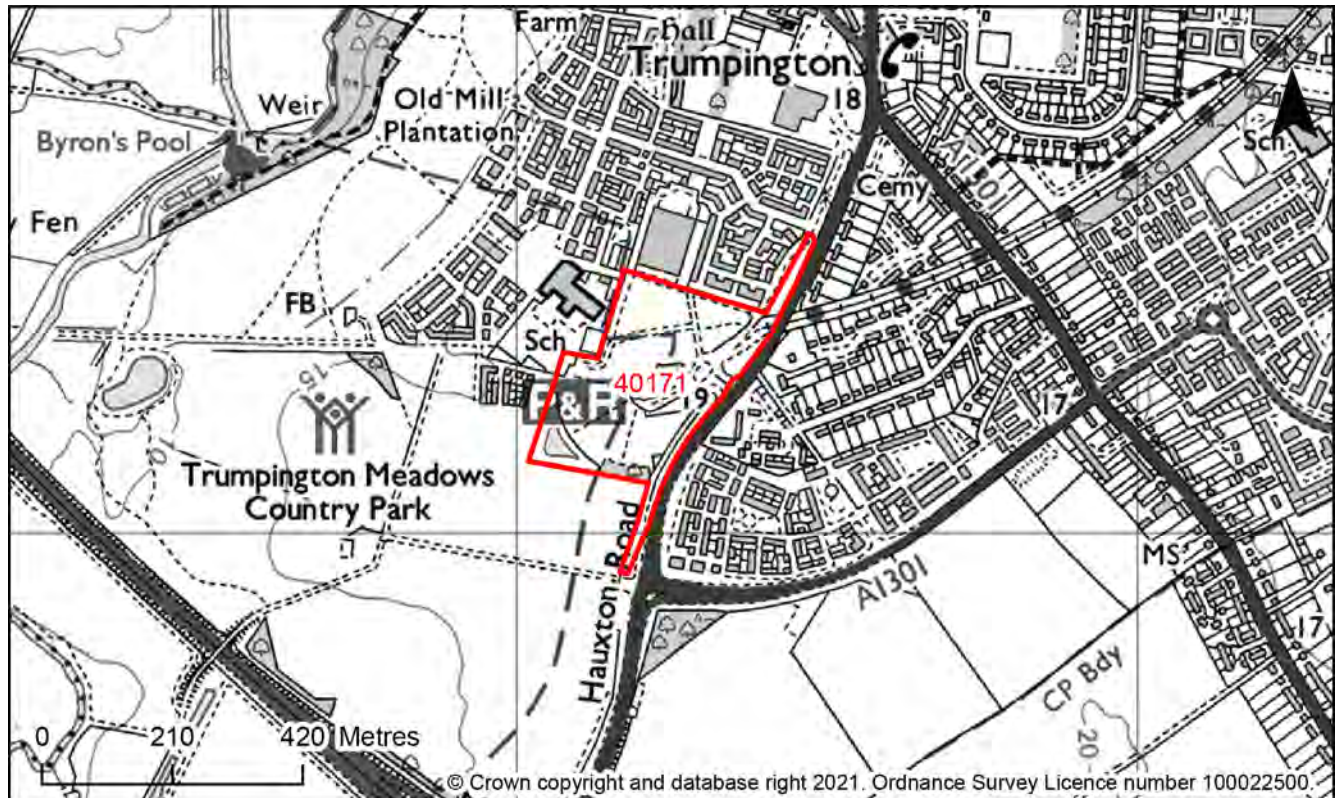 Farm
Hall
Trumpington
18
Weir
Old Mill
Plantation
Byron's Pool
Sch
Cemy
A1301
Fen
FB
Sch
40171
P&R
19
15
17
Trumpington Meadows
Country Park
Hauxton Road
MS
A1301
17
CP Bdy
20
0 210 420 Metres
© Crown copyright and database right 2021. Ordnance Survey Licence number 100022500.